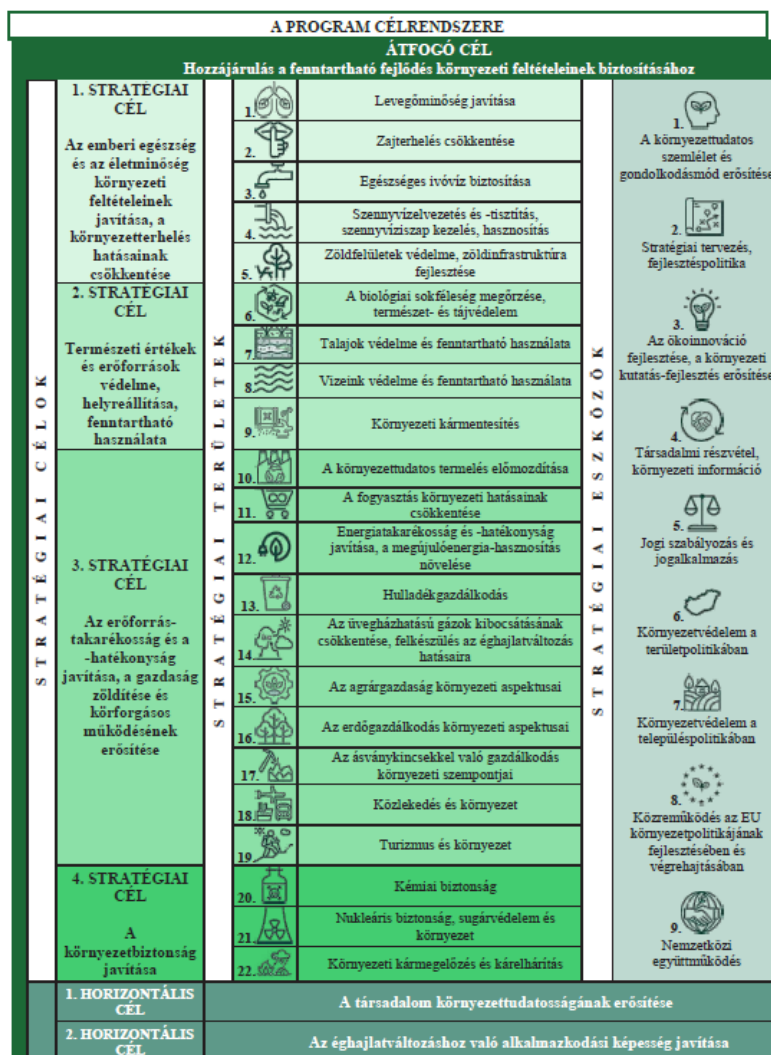 A PROGRAM CÉLRENDSZERE
ÁTFOGÓ CÉL
Hozzájárulás a fenntartható fejlődés környezeti feltételeinek biztosításához
STRATÉGIAI CÉLOK
1. STRATÉGIAI
CÉL
Az emberi egészség
és az életminőség
környezeti
feltételeinek
javítása, a
környezetterhelés
hatásainak
csökkentése
2. STRATÉGIAI
CÉL
Természeti értékek
és erőforrások
védelme,
helyreállítása,
fenntartható
használata
3. STRATÉGIAI
CÉL
Az erőforrás-
takarékosság és a
-hatékonyság
javítása, a gazdaság
zöldítése és
körforgásos
működésének
erősítése
4. STRATÉGIAI
CÉL
A
környezetbiztonság
javítása
STRATÉGIAI TERÜLETEK
1. Levegőminőség javítása
2. Zajterhelés csökkentése
3. Egészséges ivóvíz biztosítása
Szennyvízelvezetés és -tisztítás,
4. szennyvíziszap kezelés, hasznosítás
Zöldfelületek védelme, zöldinfrastruktúra
5. fejlesztése
A biológiai sokféleség megőrzése,
6. természet- és tájvédelem
7. Talajok védelme és fenntartható használata
8. Vizeink védelme és fenntartható használata
9. Környezeti kármentesítés
10. A környezettudatos termelés előmozdítása
A fogyasztás környezeti hatásainak
11. csökkentése
Energiatakarékosság és -hatékonyság
12. javítása, a megújulóenergia-hasznosítás
növelése
13. Hulladékgazdálkodás
Az üvegházhatású gázok kibocsátásának
14. csökkentése, felkészülés az éghajlatváltozás
hatásaira
15. Az agrárgazdaság környezeti aspektusai
16. Az erdőgazdálkodás környezeti aspektusai
Az ásványkincsekkel való gazdálkodás
17. környezeti szempontjai
18. Közlekedés és környezet
19. Turizmus és környezet
20. Kémiai biztonság
Nukleáris biztonság, sugárvédelem és
21. környezet
22. Környezeti kármegelőzés és kárelhárítás
STRATÉGIAI ESZKÖZÖK
1.
A környezettudatos
szemlélet és
gondolkodásmód erősítése
2.
Stratégiai tervezés,
fejlesztéspolitika
3.
Az ökoinnováció
fejlesztése, a környezeti
kutatás-fejlesztés erősítése
4.
Társadalmi részvétel,
környezeti információ
5.
Jogi szabályozás és
jogalkalmazás
6.
Környezetvédelem a
területpolitikában
7.
Környezetvédelem a
településpolitikában
8.
Közreműködés az EU
környezetpolitikájának
fejlesztésében és
végrehajtásában
9.
Nemzetközi
együttműködés
1. HORIZONTÁLIS
CÉL
A társadalom környezettudatosságának erősítése
2. HORIZONTÁLIS
CÉL
Az éghajlatváltozáshoz való alkalmazkodási képesség javítása